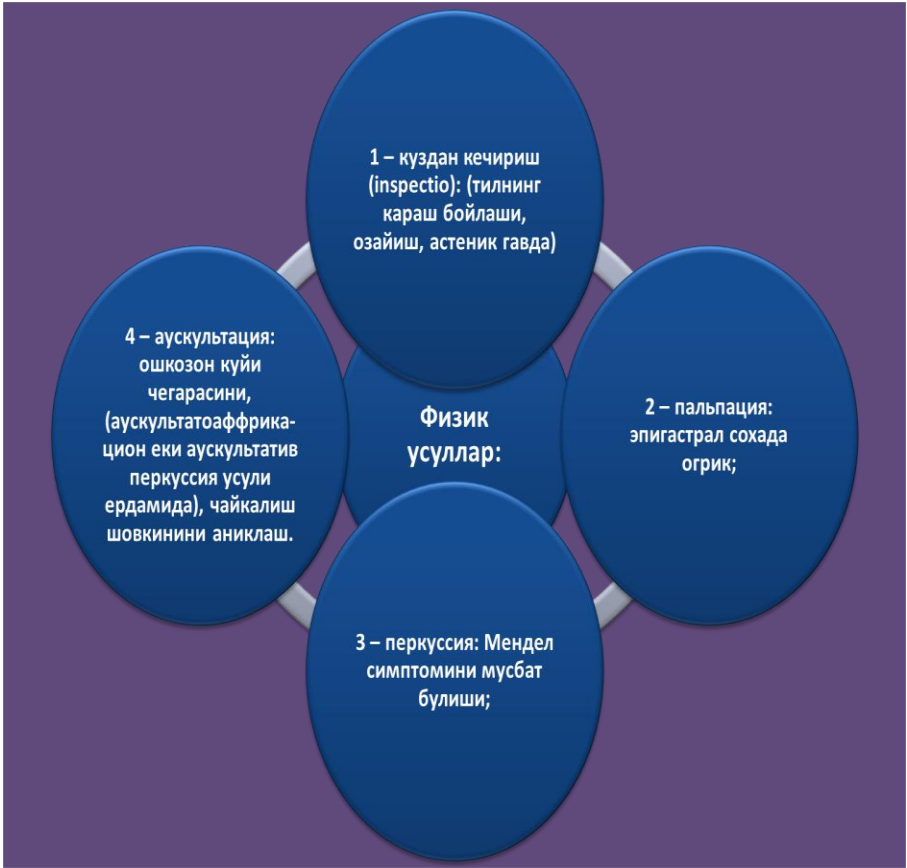 1 – куздан кечириш
(inspectio): (тилнинг
караш бойлаши,
озайиш, астеник гавда)
4 – аускультация:
ошкозон куйи
чегарасини,
(аускультатоаффрика-
цион еки аускультатив
перкуссия усули
ердамида), чайкалиш
шовкинини аниклаш.
Физик
усуллар:
2 – пальпация:
эпигастрал сохада
огрик;
3 – перкуссия: Мендел
симптомини мусбат
булиши;